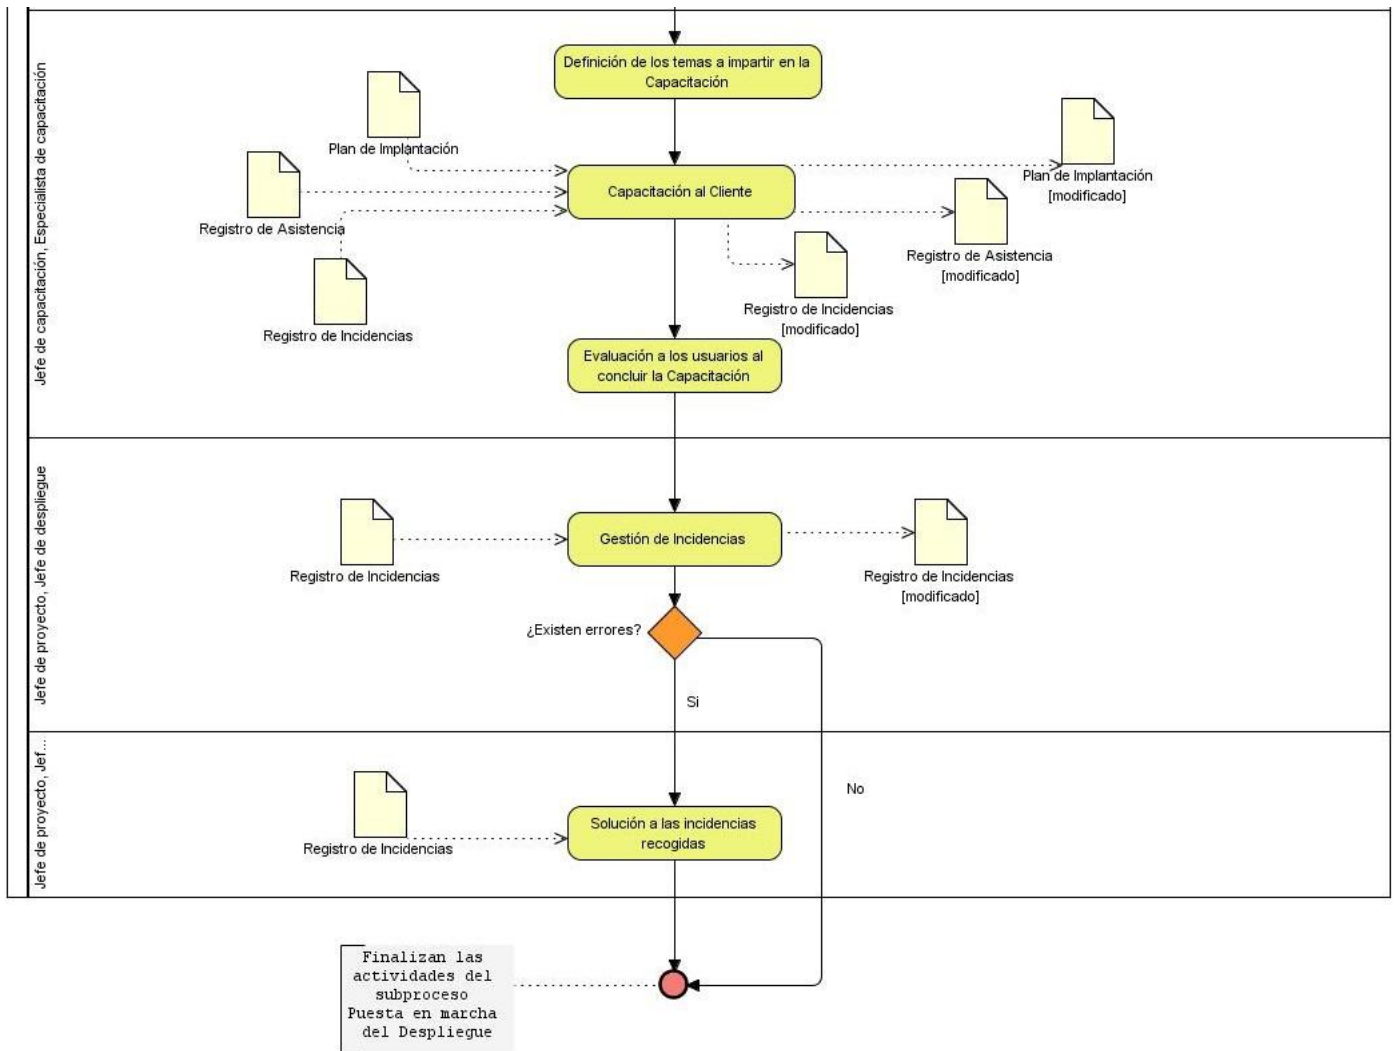 Jefe de capacitación, Especialista de capacitación
Definición de los temas a impartir en la
Capacitación
Plan de Implantación
Registro de Asistencia
Registro de Incidencias
Capacitación al Cliente
Plan de Implantación
[modificado]
Registro de Asistencia
[modificado]
Registro de Incidencias
[modificado]
Evaluación a los usuarios al
concluir la Capacitación
Jefe de proyecto, Jefe de despliegue
Registro de Incidencias
Gestión de Incidencias
Registro de Incidencias
[modificado]
¿Existen errores?
Si
No
Jefe de proyecto, Jef...
Registro de Incidencias
Solución a las incidencias
recogidas
Finalizan las
actividades del
subproceso
Puesta en marcha
del Despliegue